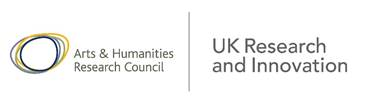 Arts & Humanities
Research Council
UK Research
and Innovation